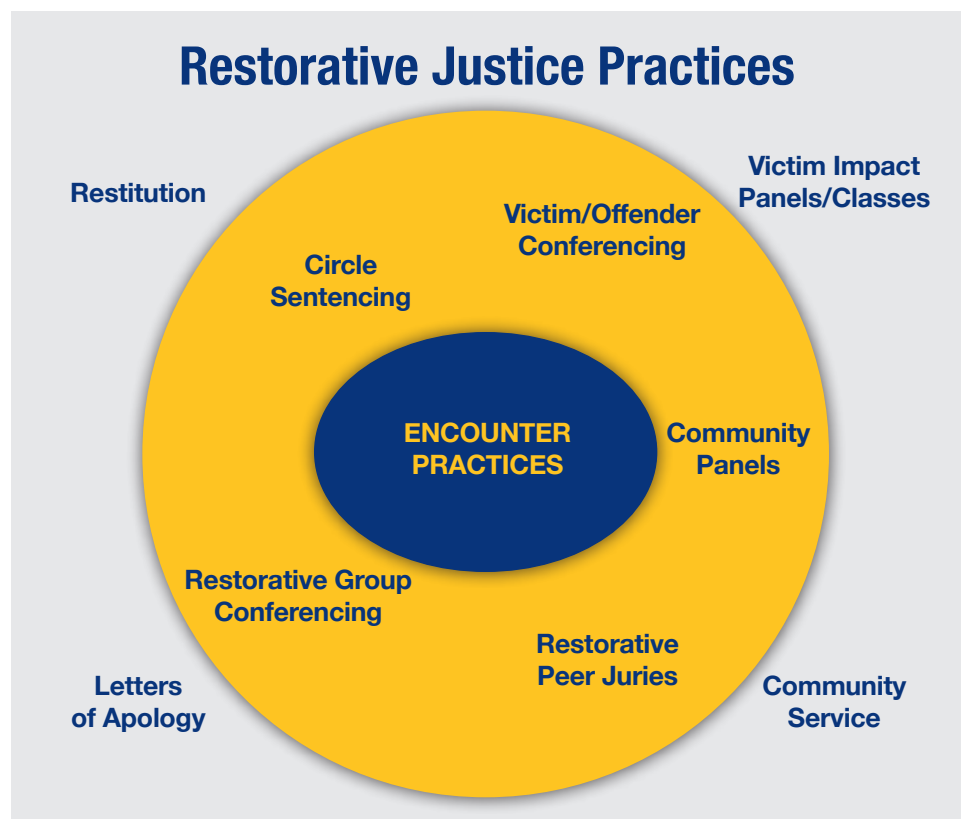 Restorative Justice Practices
Restitution
Victim Impact
Panels/Classes
Victim/Offender
Conferencing
Circle
Sentencing
ENCOUNTER
PRACTICES
Community
Panels
Restorative Group
Conferencing
Restorative
Peer Juries
Letters
of Apology
Community
Service